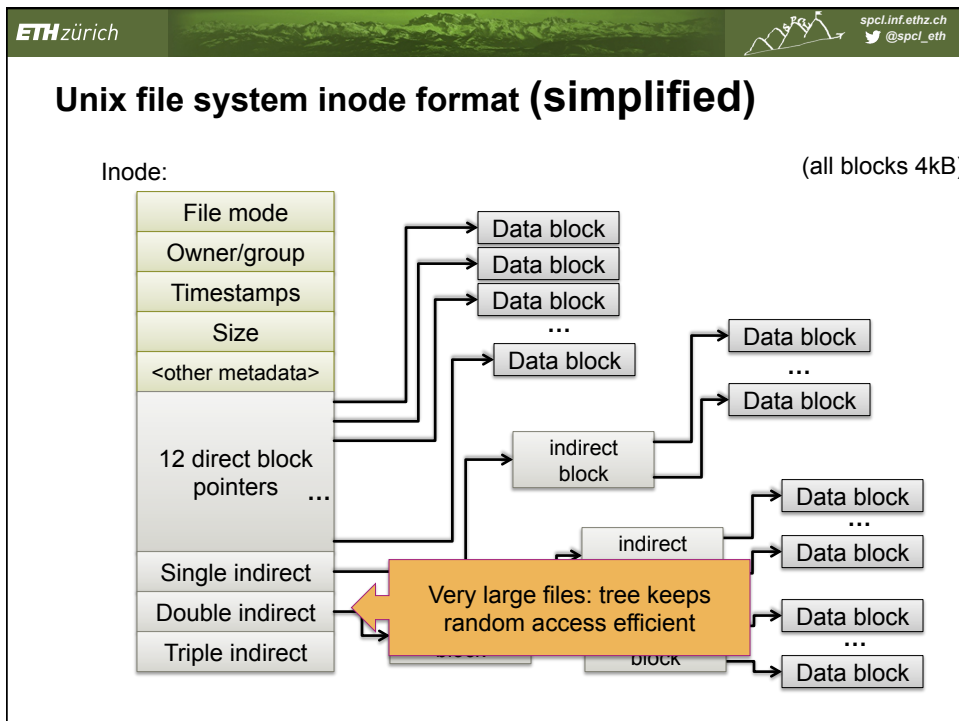 ETH zürich
spcl.inf.ethz.ch
@spcl_eth
Unix file system inode format (simplified)
Inode:
(all blocks 4kB)
File mode
Owner/group
Timestamps
Size
<other metadata>
12 direct block
pointers ...
Single indirect
Double indirect
Triple indirect
Data block
Data block
Data block
...
Data block
indirect
block
Data block
...
Data block
indirect
Data block
...
Data block
Very large files: tree keeps
random access efficient
block
block
Data block
...
Data block